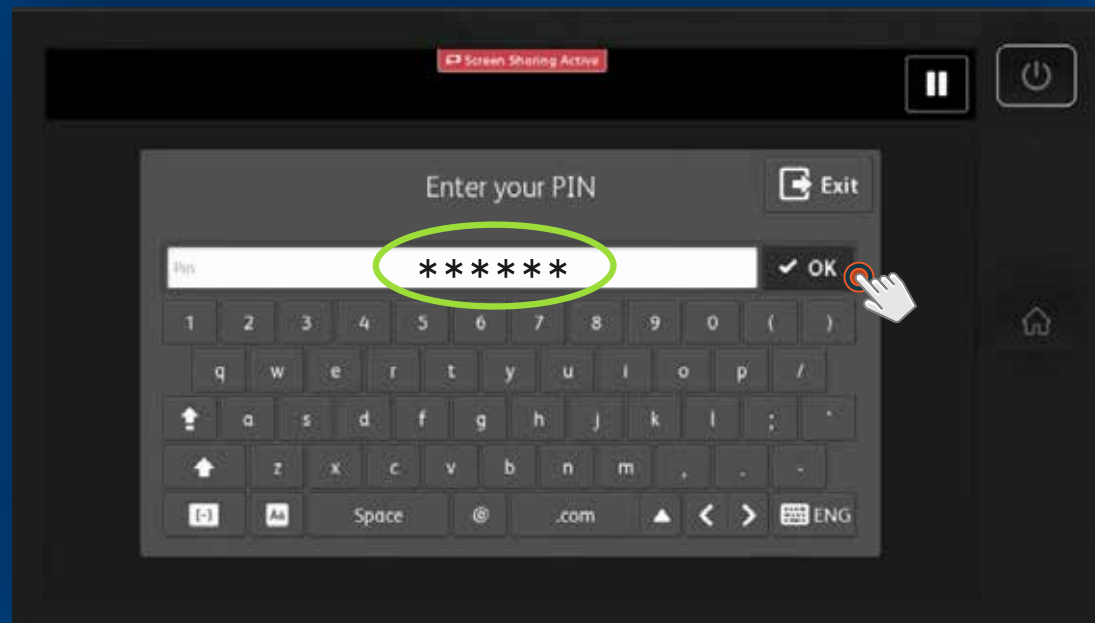 Screen Sharing Active
Enter your PIN
Exit
Pin
******
OK
1 2 3 4 5 6 7 8 9 0 ( )
q w e r t y u i o p /
a s d f g h j k l ; '
z x c v b n m , . -
[-] Aä Space @ .com ENG